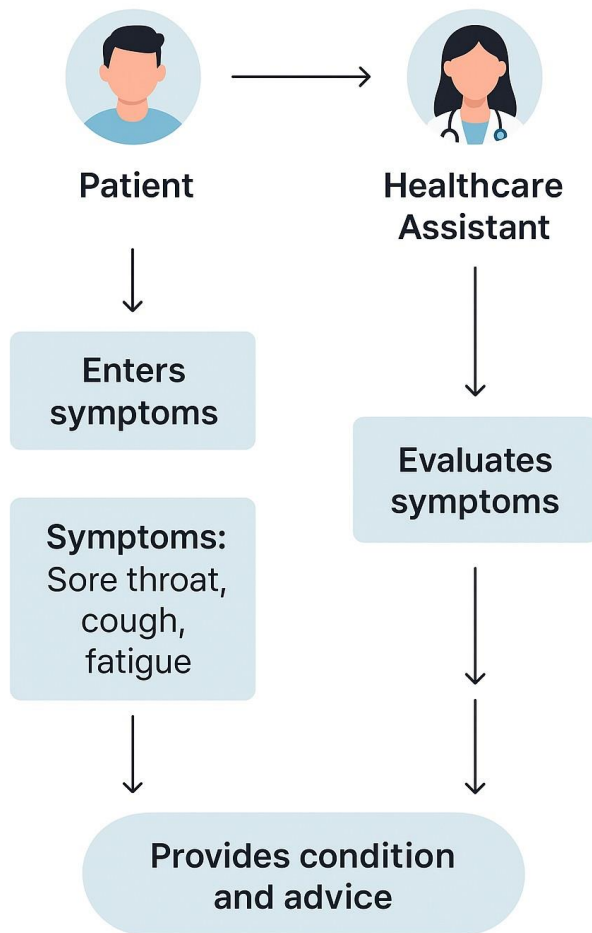 Patient
Healthcare
Assistant
Enters
symptoms
Evaluates
symptoms
Symptoms:
Sore throat,
cough,
fatigue
Provides condition
and advice